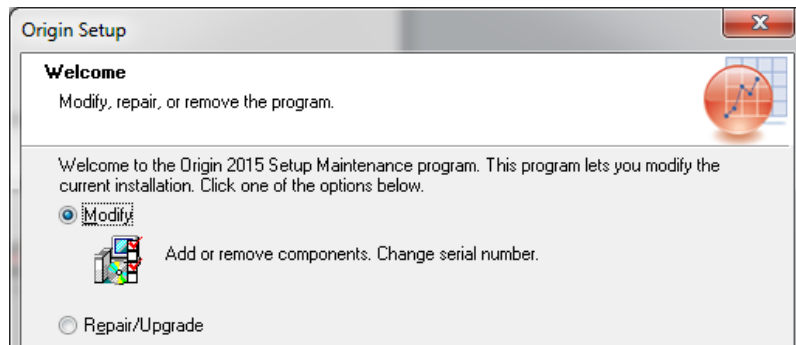 Origin Setup
Welcome
Modify, repair, or remove the program.
Welcome to the Origin 2015 Setup Maintenance program. This program lets you modify the
current installation. Click one of the options below.
Modify
Add or remove components. Change serial number.
Repair/Upgrade